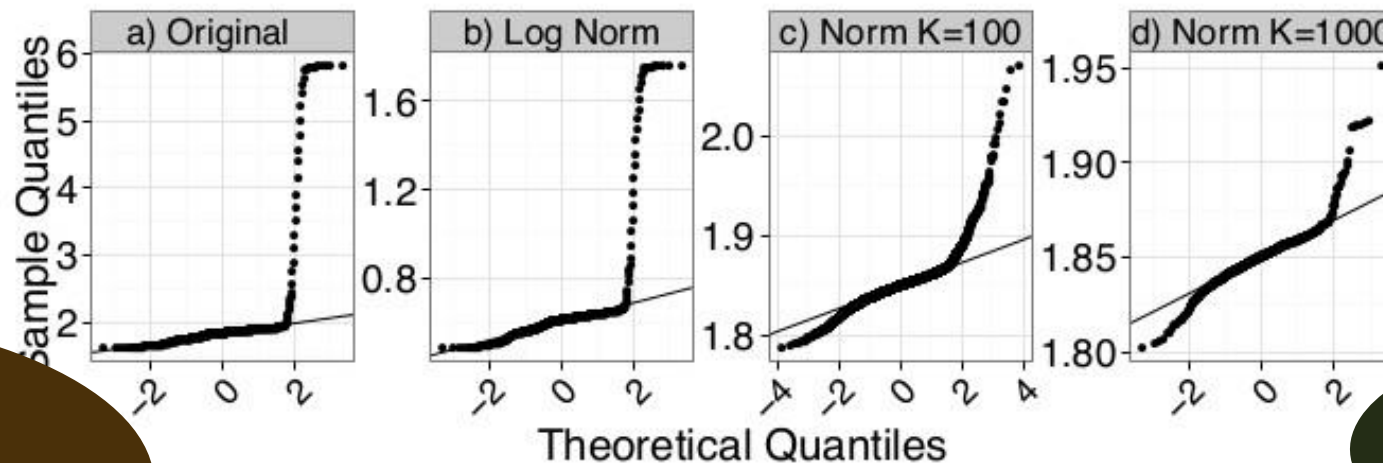 a) Original
b) Log Norm
c) Norm K=100
d) Norm K=1000
Sample Quantiles
6
5
4
3
2
1.6
1.2
0.8
2.0
1.9
1.8
1.95
1.90
1.85
1.80
−2 0 2
−2 0 2
−4 −2 0 2 4
−2 0 2
Theoretical Quantiles